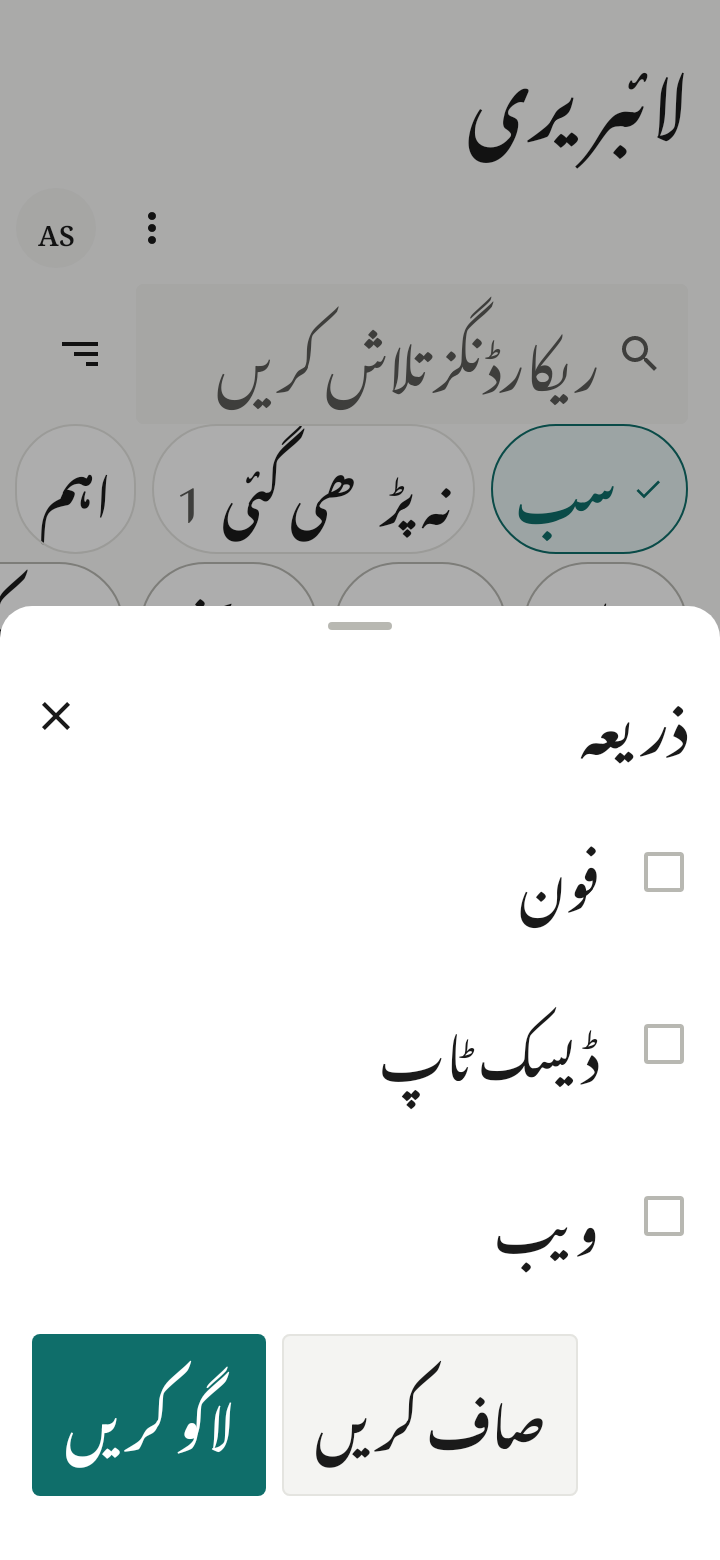 لائبریری
AS
ریکارڈنگز تلاش کریں
سب
نہ پڑھی گئی 1
اہم
ذریعہ
فون
ڈیسک ٹاپ
ویب
صاف کریں
لاگو کریں